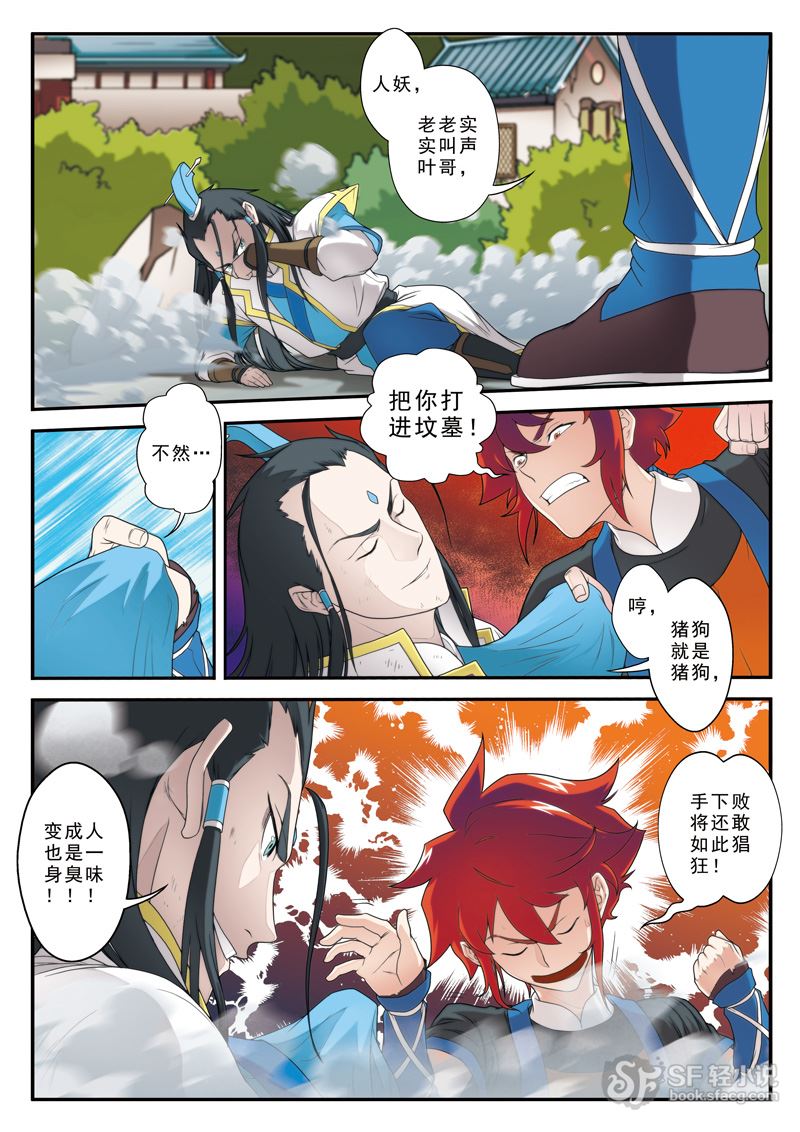 人妖，
老老实
实叫声
叶哥，
不然…
把你打
进坟墓！
哼，
猪狗
就是
猪狗，
变成人
也是一
身臭味
！！！
手下败
将还敢
如此猖
狂！
SF轻小说
book.sfacg.com